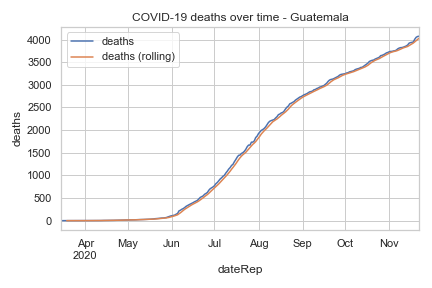 COVID-19 deaths over time - Guatemala
deaths
deaths (rolling)
4000
3500
3000
2500
2000
1500
1000
500
0
deaths
Apr May Jun Jul Aug Sep Oct Nov
2020
dateRep